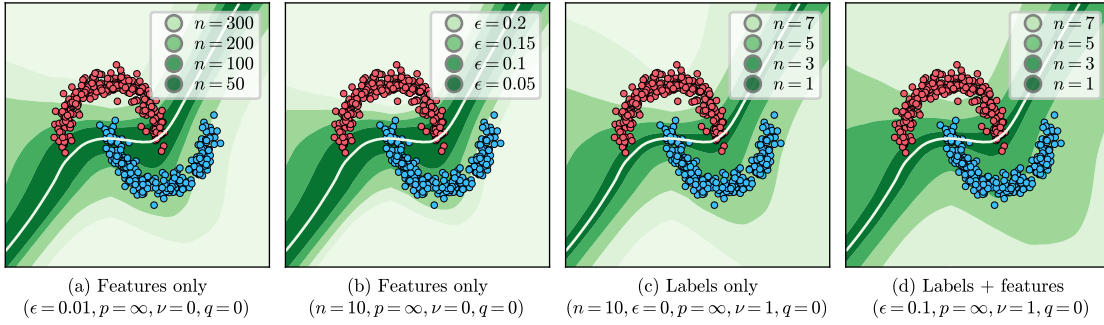 n = 300
n = 200
n = 100
n = 50
ϵ = 0.2
ϵ = 0.15
ϵ = 0.1
ϵ = 0.05
n = 7
n = 5
n = 3
n = 1
n = 7
n = 5
n = 3
n = 1
(a) Features only
(ϵ = 0.01, p = ∞, ν = 0, q = 0)
(b) Features only
(n = 10, p = ∞, ν = 0, q = 0)
(c) Labels only
(n = 10, ϵ = 0, p = ∞, ν = 1, q = 0)
(d) Labels + features
(ϵ = 0.1, p = ∞, ν = 1, q = 0)